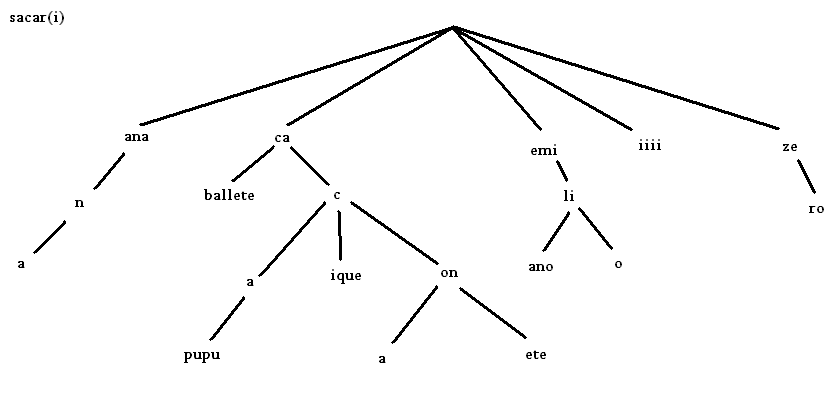 sacar(i)
ana
ca
emi
iiii
ze
n
ballete
c
li
ro
a
a
ique
on
ano
o
pupu
a
ete